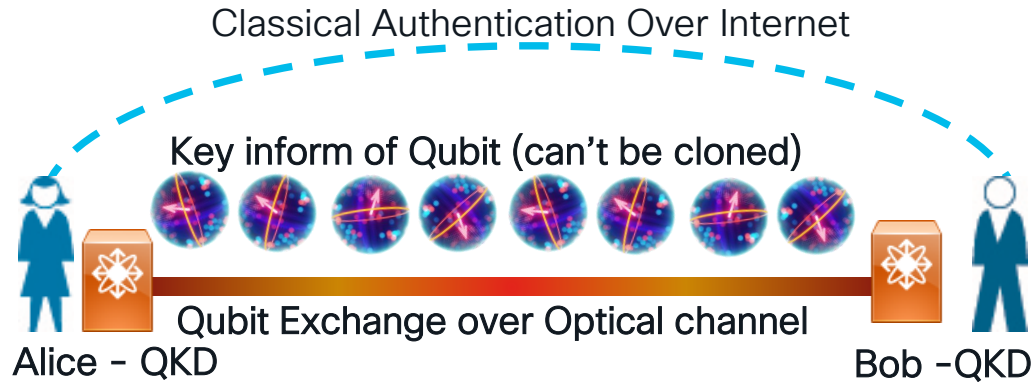 Classical Authentication Over Internet
Key inform of Qubit (can't be cloned)
Qubit Exchange over Optical channel
Alice - QKD
Bob -QKD